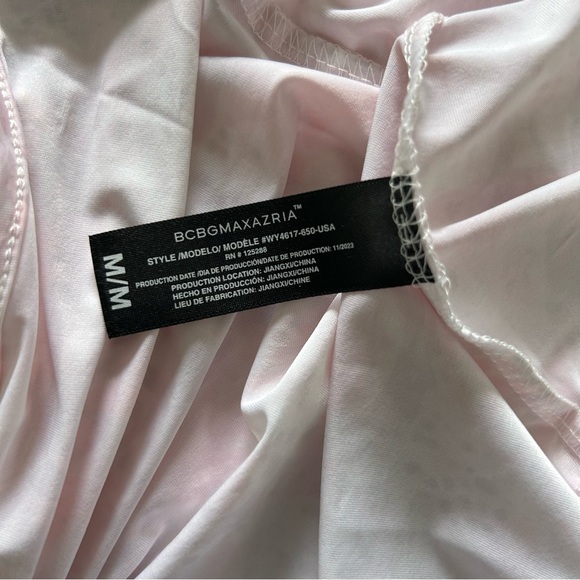 BCBGMAXAZRIA™
STYLE /MODELO/ MODÈLE #WY4617-650-USA
RN # 125288
PRODUCTION DATE /DIA DE PRODUCCIÓN/DATE DE PRODUCTION: 11/2023
PRODUCTION LOCATION: JIANGXI/CHINA
HECHO EN PRODUCCIÓN: JIANGXI/CHINA
LIEU DE FABRICATION: JIANGXI/CHINE
M/M